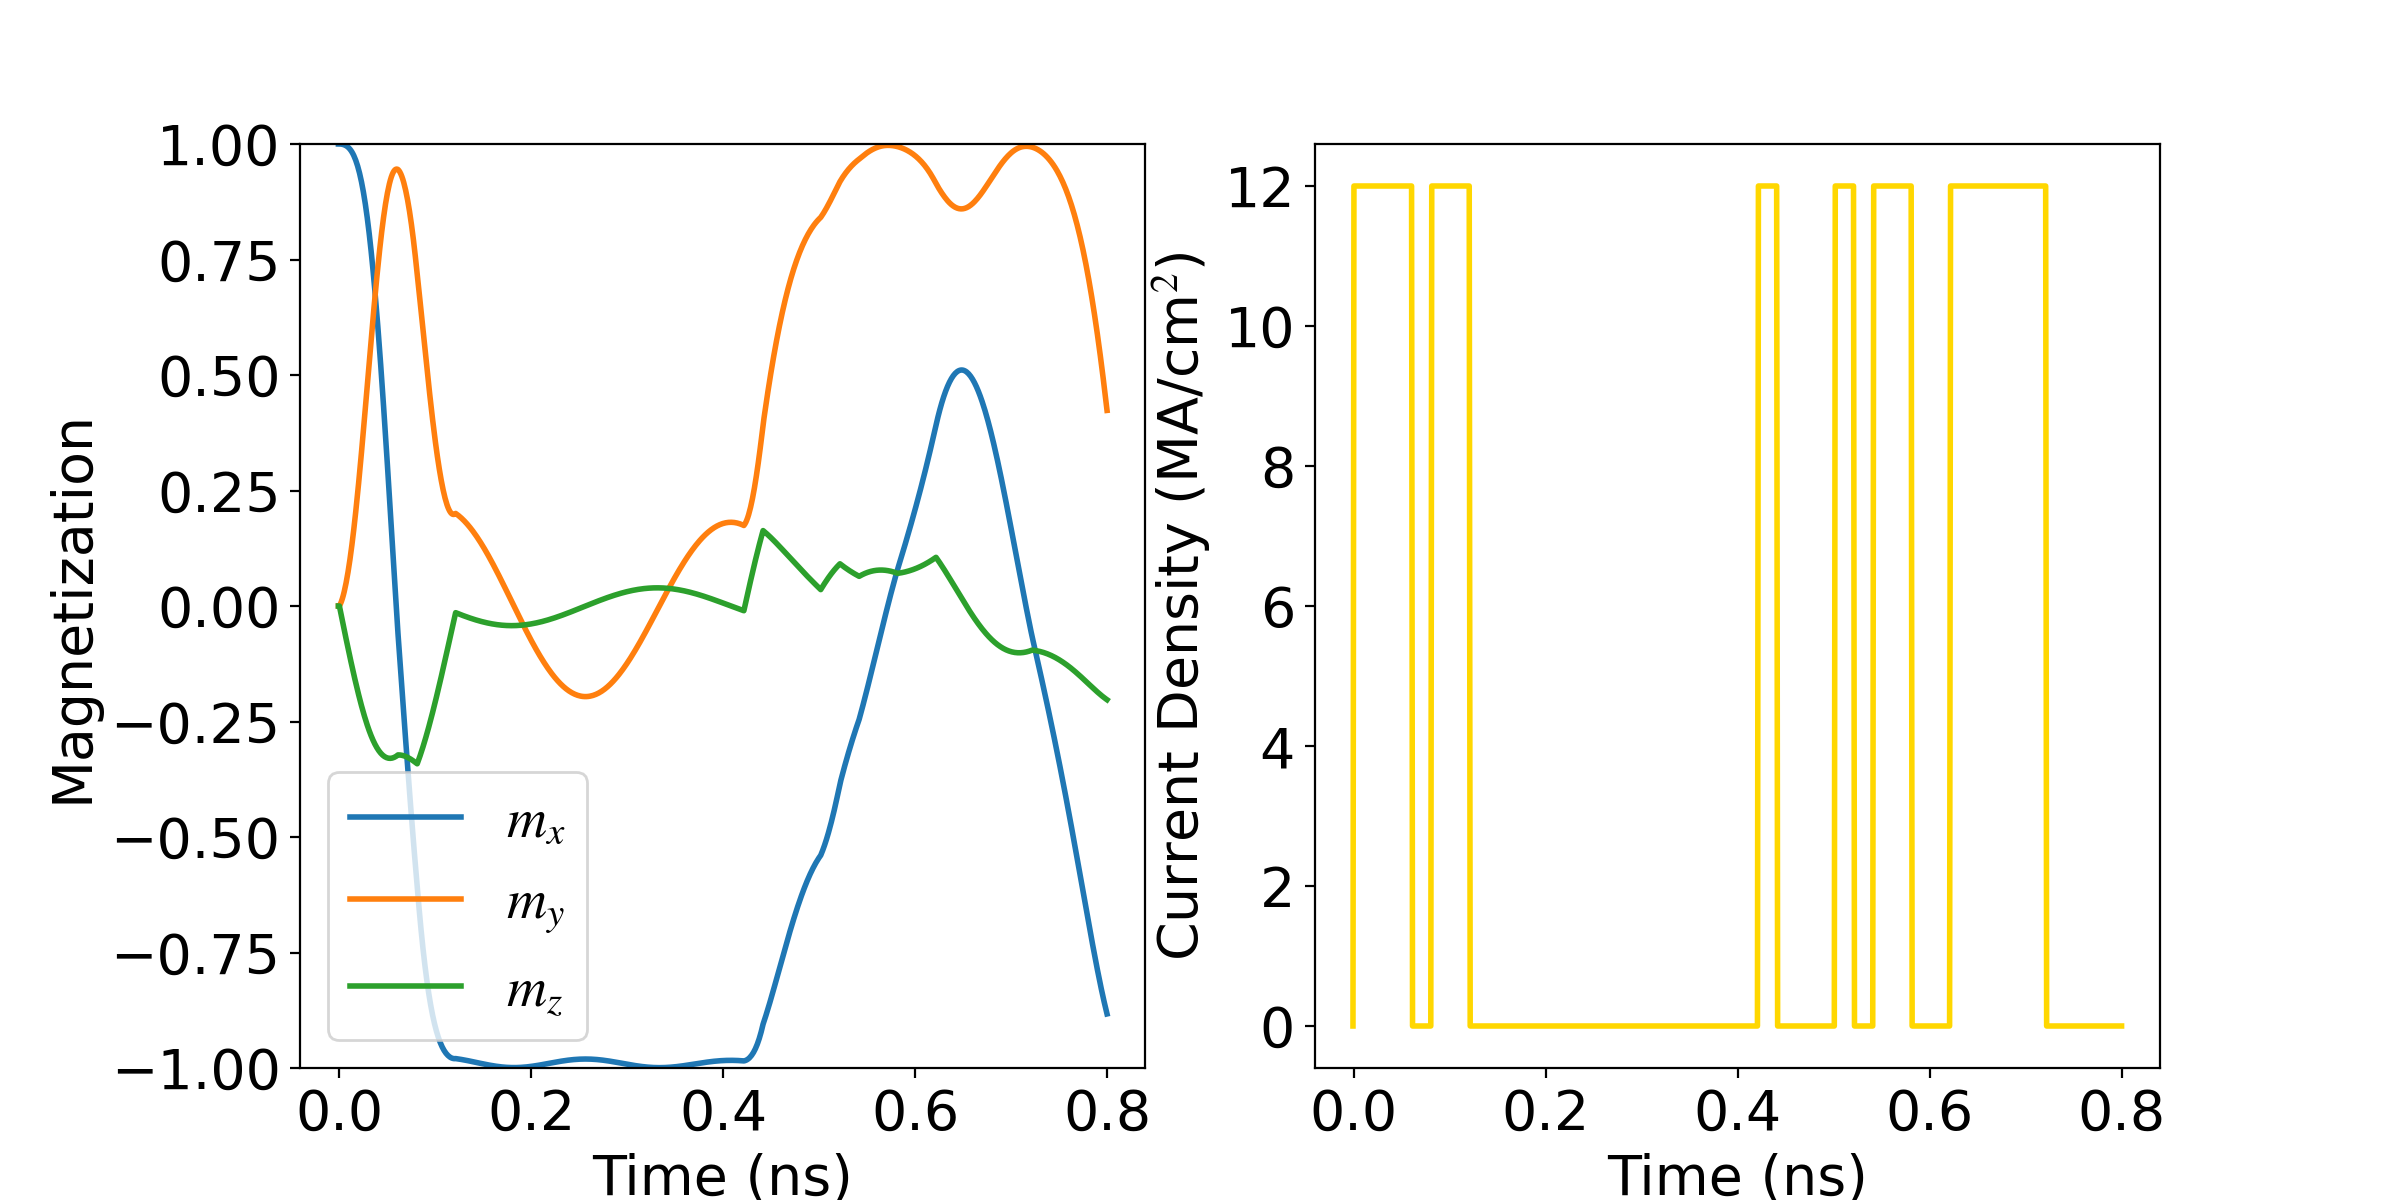 Magnetization
1.00
0.75
0.50
0.25
0.00
−0.25
−0.50
−0.75
−1.00
0.0 0.2 0.4 0.6 0.8
Time (ns)
m_x
m_y
m_z
Current Density (MA/cm²)
12
10
8
6
4
2
0
0.0 0.2 0.4 0.6 0.8
Time (ns)